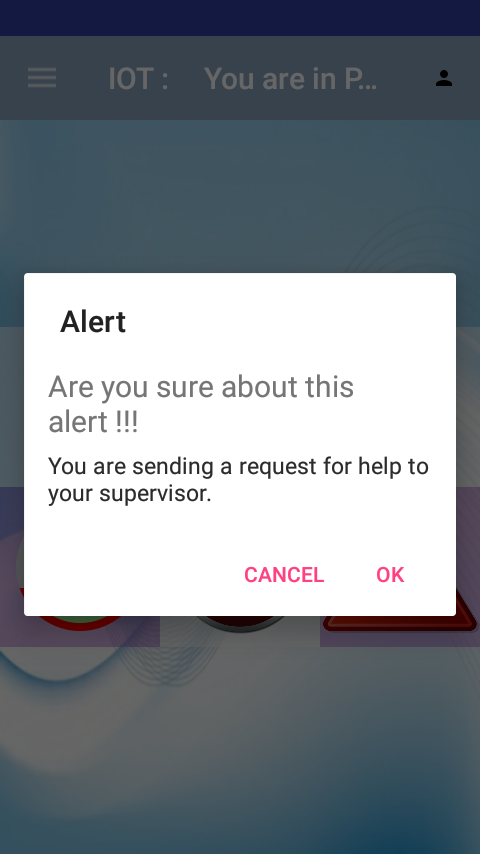 IOT : You are in P...
Alert
Are you sure about this
alert !!!
You are sending a request for help to
your supervisor.
CANCEL OK